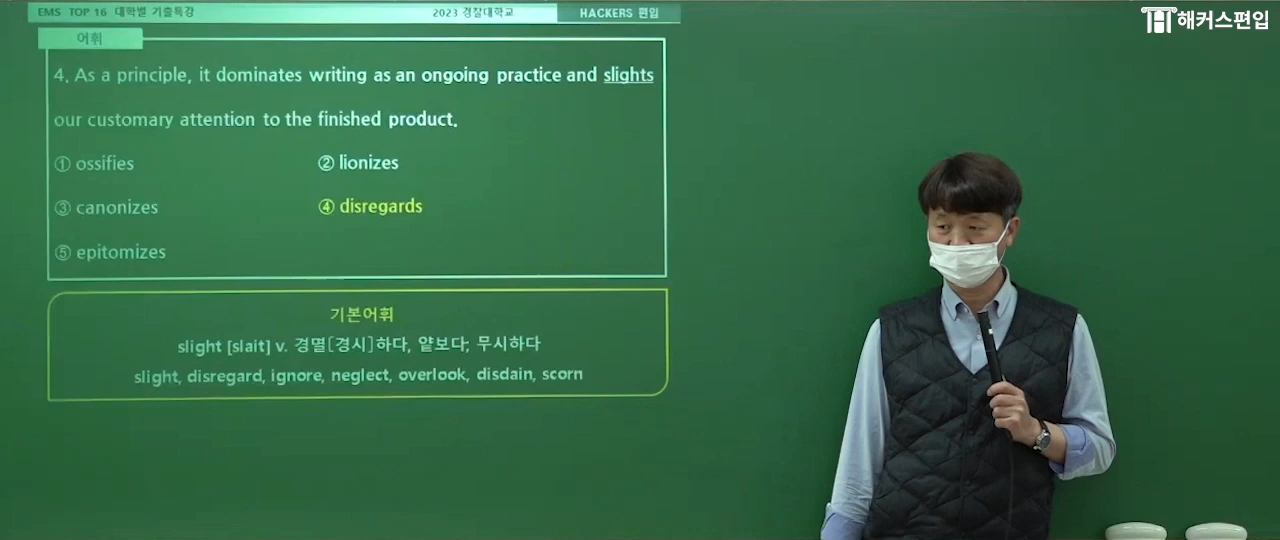 EMS TOP 16 대학별 기출특강 2023 경찰대학교 HACKERS 편입
해커스편입
어휘
4. As a principle, it dominates writing as an ongoing practice and slights
our customary attention to the finished product.
① ossifies ② lionizes
③ canonizes ④ disregards
⑤ epitomizes
기본어휘
slight [slait] v. 경멸[경시]하다, 얕보다; 무시하다
slight, disregard, ignore, neglect, overlook, disdain, scorn